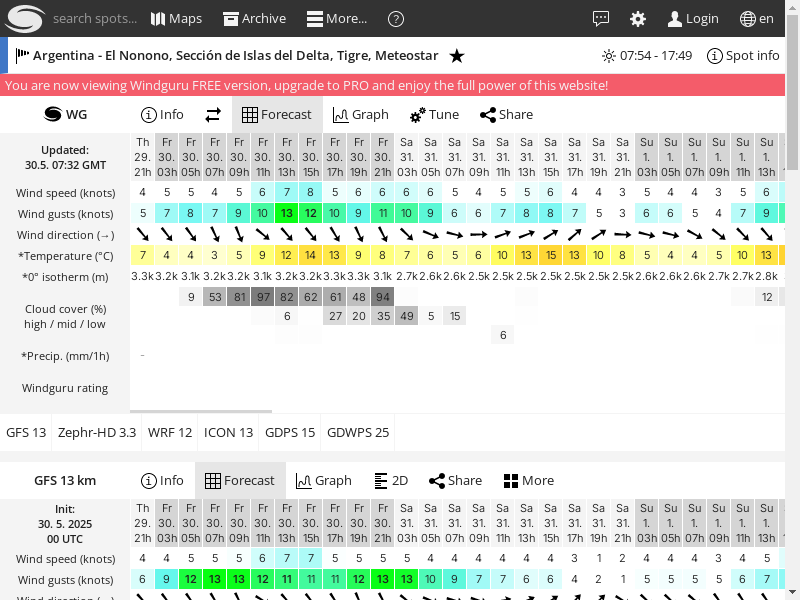 search spots... Maps Archive More... ? Login en
Argentina - El Nonono, Sección de Islas del Delta, Tigre, Meteostar ★ 07:54 - 17:49 Spot info
You are now viewing Windguru FREE version, upgrade to PRO and enjoy the full power of this website!
WG Info Forecast Graph Tune Share
Updated:
30.5. 07:32 GMT
Th Fr Fr Fr Fr Fr Fr Fr Fr Fr Fr Sa Sa Sa Sa Sa Sa Sa Sa Sa Sa Su Su Su Su Su Su
29. 30. 30. 30. 30. 30. 30. 30. 30. 30. 30. 31. 31. 31. 31. 31. 31. 31. 31. 31. 31. 1. 1. 1. 1. 1. 1.
21h 03h 05h 07h 09h 11h 13h 15h 17h 19h 21h 03h 05h 07h 09h 11h 13h 15h 17h 19h 21h 03h 05h 07h 09h 11h 13h
Wind speed (knots) 4 5 5 4 5 6 7 8 5 6 6 6 6 5 4 5 5 6 4 4 3 5 4 4 3 5 6
Wind gusts (knots) 5 7 8 7 9 10 13 12 10 9 11 10 9 6 6 7 8 8 7 5 3 6 6 5 4 7 9
Wind direction (→)
*Temperature (°C) 7 4 4 3 5 9 12 14 13 9 7 5 6 5 6 10 13 15 13 10 8 5 4 4 5 10 13
*0° isotherm (m) 3.3k 3.2k 3.1k 3.2k 3.2k 3.1k 3.2k 3.2k 3.3k 3.3k 3.1k 2.7k 2.6k 2.5k 2.5k 2.5k 2.5k 2.5k 2.5k 2.5k 2.5k 2.6k 2.6k 2.6k 2.7k 2.7k 2.8k
Cloud cover (%)
high / mid / low
9 53 81 97 82 62 61 48 94 12
6 27 20 35 49 5 15
6
*Precip. (mm/1h) -
Windguru rating
GFS 13 Zephr-HD 3.3 WRF 12 ICON 13 GDPS 15 GDWPS 25
GFS 13 km Info Forecast Graph 2D Share More
Init:
30. 5. 2025
00 UTC
Th Fr Fr Fr Fr Fr Fr Fr Fr Fr Fr Sa Sa Sa Sa Sa Sa Sa Sa Sa Sa Su Su Su Su Su Su
29. 30. 30. 30. 30. 30. 30. 30. 30. 30. 30. 31. 31. 31. 31. 31. 31. 31. 31. 31. 31. 1. 1. 1. 1. 1. 1.
21h 03h 05h 07h 09h 11h 13h 15h 17h 19h 21h 03h 05h 07h 09h 11h 13h 15h 17h 19h 21h 03h 05h 07h 09h 11h 13h
Wind speed (knots) 4 4 5 5 5 6 7 7 5 5 5 5 4 4 4 4 4 4 3 1 2 4 4 4 3 4 5
Wind gusts (knots) 6 9 12 13 13 12 11 11 11 12 13 13 10 9 7 7 6 6 4 2 1 5 5 5 5 6 7